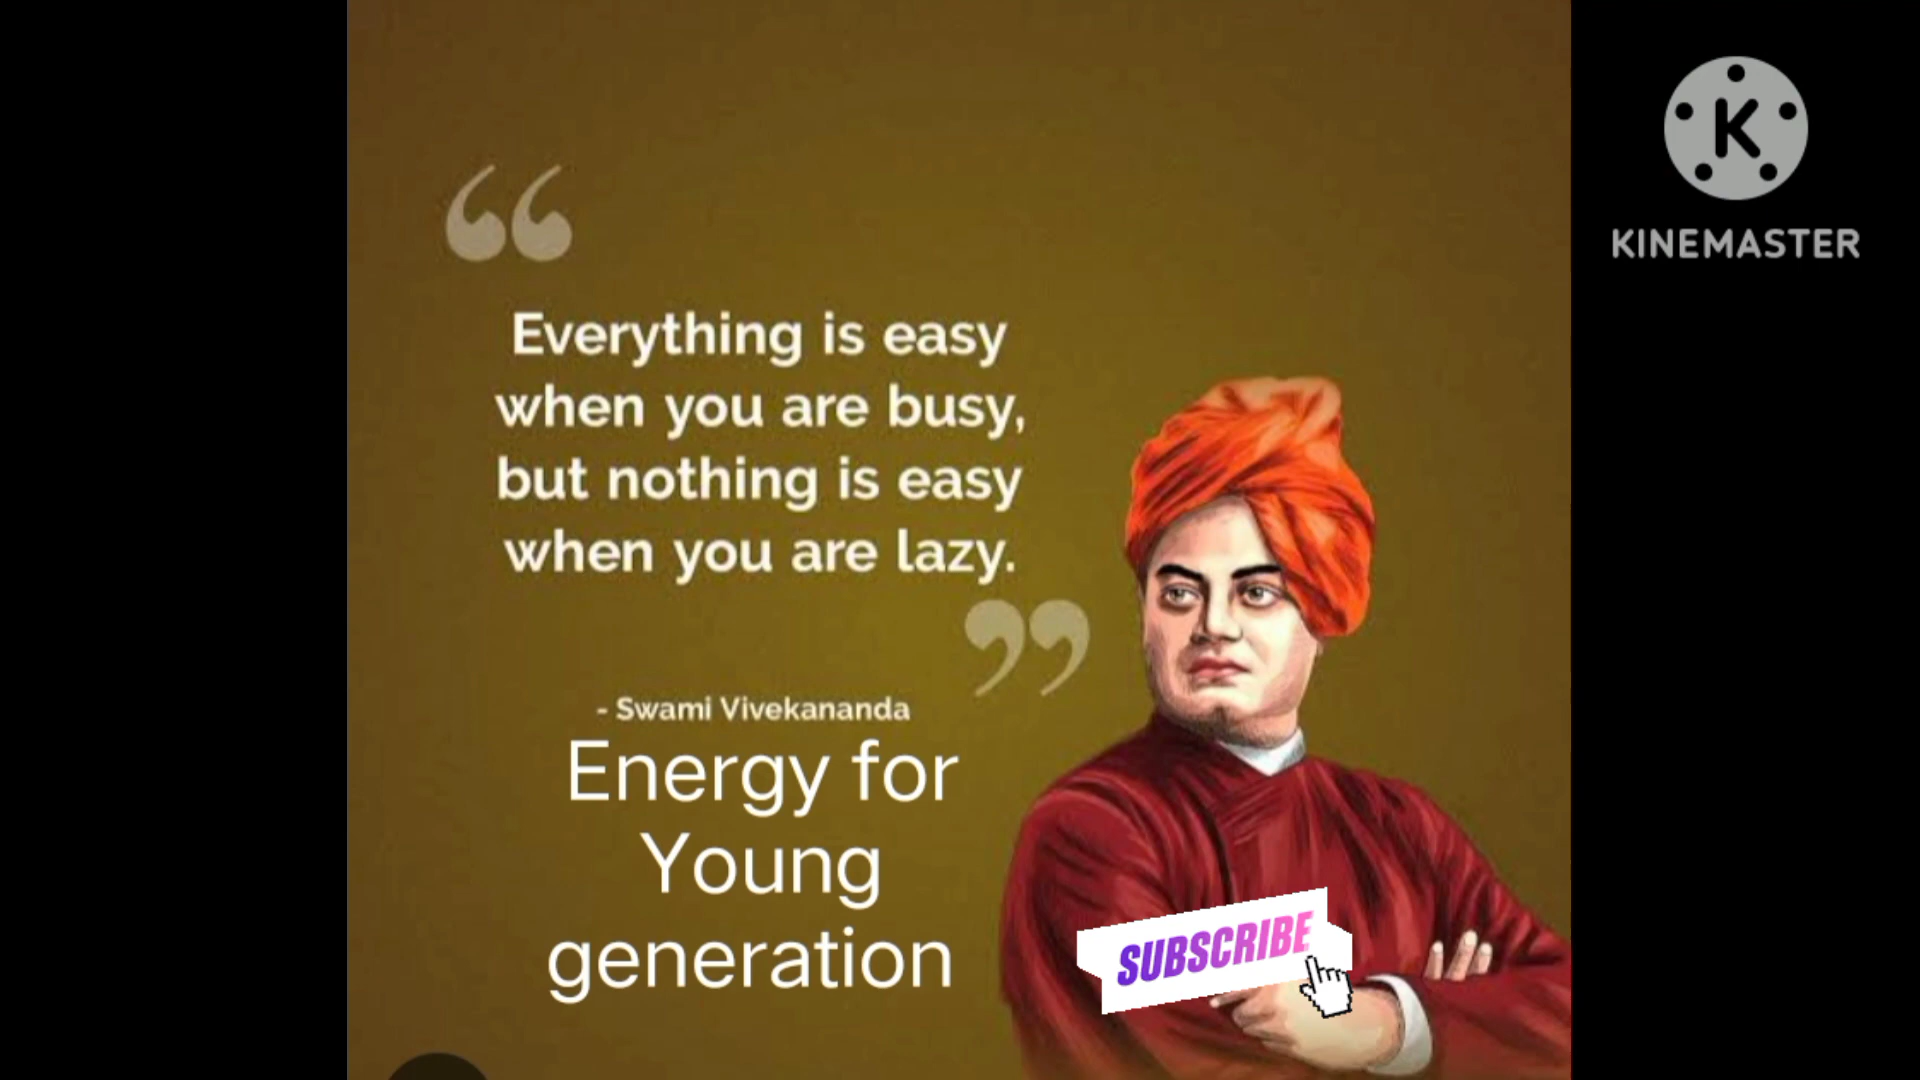 Everything is easy
when you are busy,
but nothing is easy
when you are lazy.
- Swami Vivekananda
Energy for
Young
generation
SUBSCRIBE
K
KINEMASTER